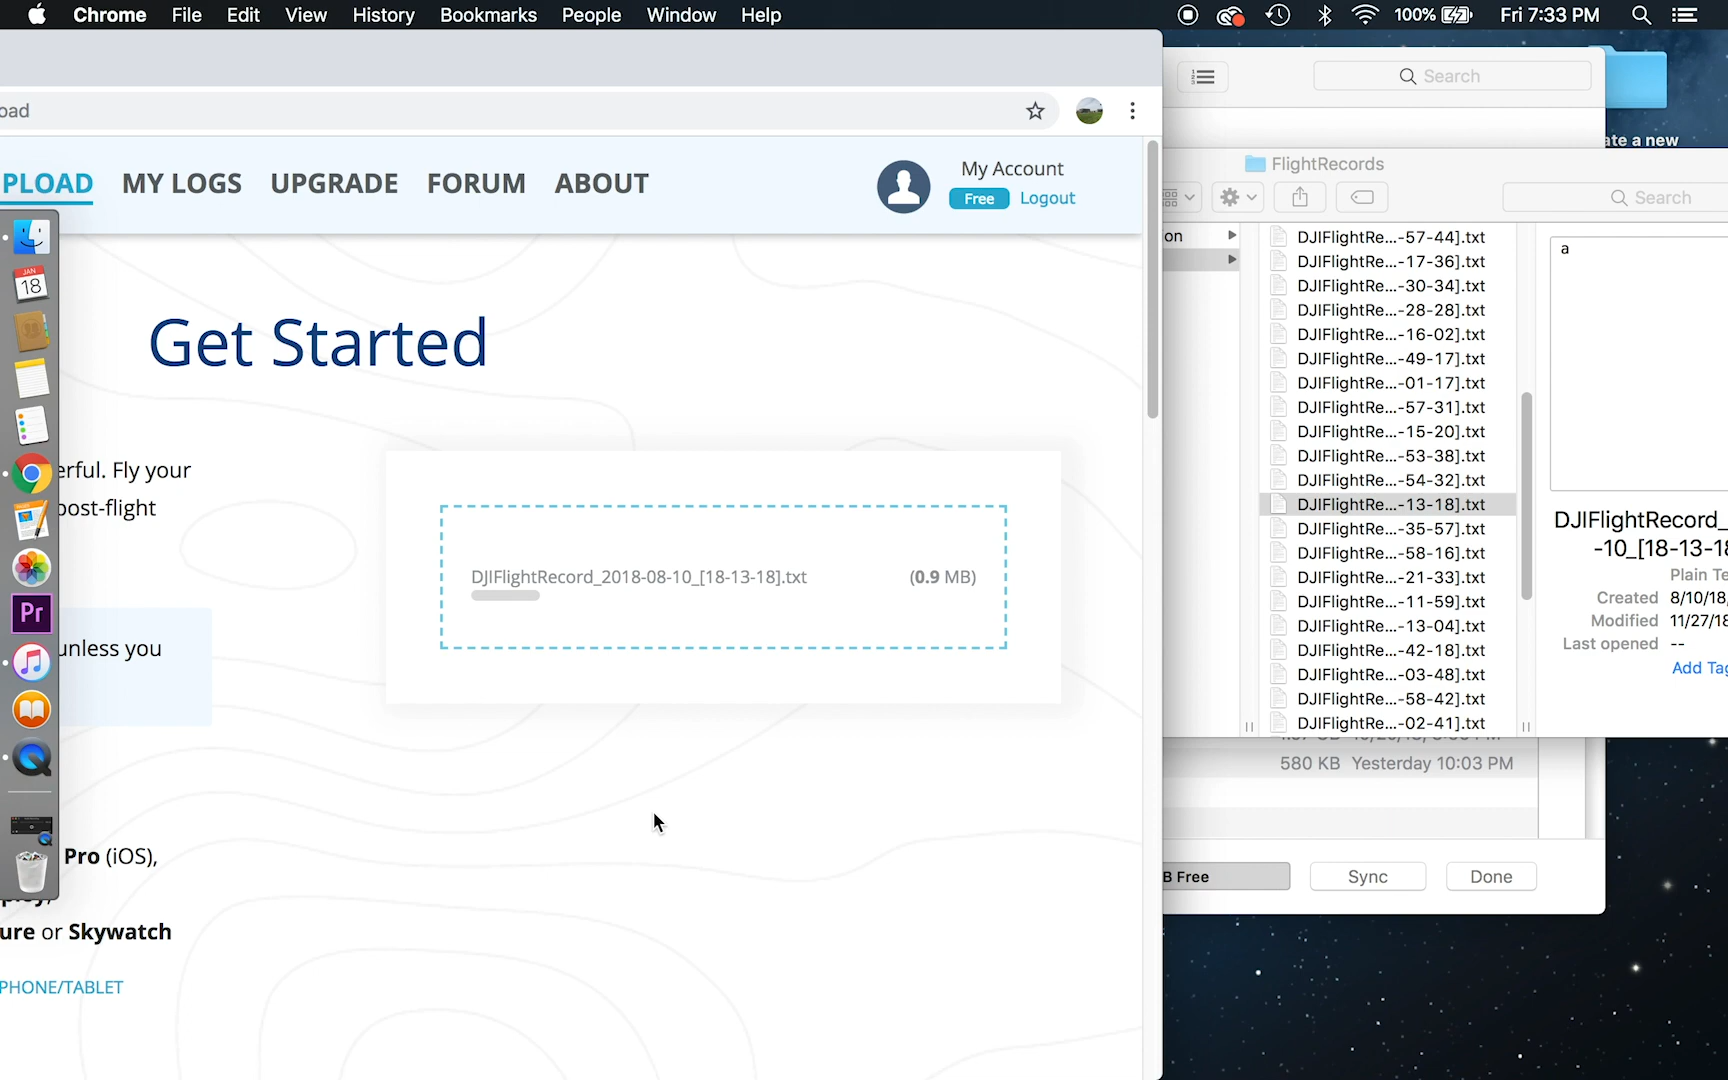 Chrome File Edit View History Bookmarks People Window Help 100% Fri 7:33 PM
oad
Search
ate a new
PLOAD MY LOGS UPGRADE FORUM ABOUT
My Account
Free Logout
FlightRecords
Search
JAN
18
Get Started
erful. Fly your
post-flight
unless you
Pr
Pro (iOS),
ure or Skywatch
PHONE/TABLET
DJIFlightRecord_2018-08-10_[18-13-18].txt (0.9 MB)
on
DJIFlightRe...-57-44].txt
DJIFlightRe...-17-36].txt
DJIFlightRe...-30-34].txt
DJIFlightRe...-28-28].txt
DJIFlightRe...-16-02].txt
DJIFlightRe...-49-17].txt
DJIFlightRe...-01-17].txt
DJIFlightRe...-57-31].txt
DJIFlightRe...-15-20].txt
DJIFlightRe...-53-38].txt
DJIFlightRe...-54-32].txt
DJIFlightRe...-13-18].txt
DJIFlightRe...-35-57].txt
DJIFlightRe...-58-16].txt
DJIFlightRe...-21-33].txt
DJIFlightRe...-11-59].txt
DJIFlightRe...-13-04].txt
DJIFlightRe...-42-18].txt
DJIFlightRe...-03-48].txt
DJIFlightRe...-58-42].txt
DJIFlightRe...-02-41].txt
a
DJIFlightRecord_
-10_[18-13-18
Plain Te
Created 8/10/18,
Modified 11/27/18
Last opened --
Add Tag
580 KB Yesterday 10:03 PM
B Free Sync Done